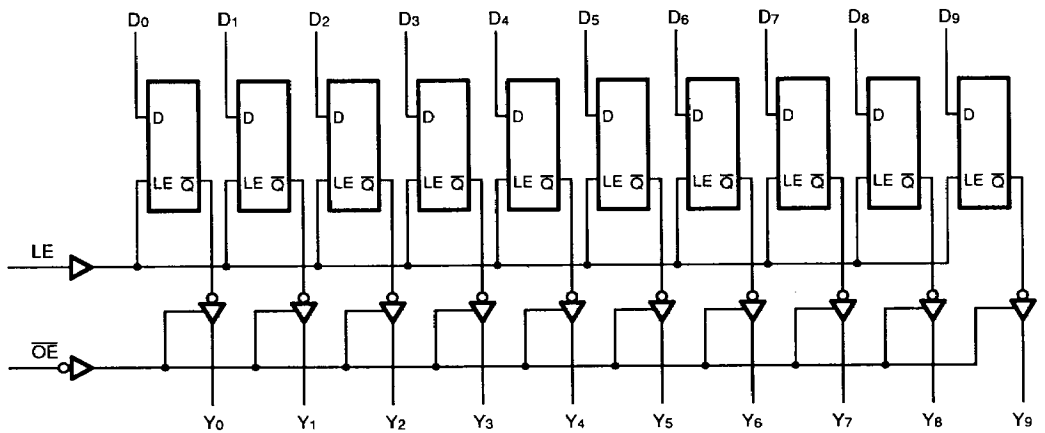 D0 D1 D2 D3 D4 D5 D6 D7 D8 D9
D D D D D D D D D D
LE Q̅ LE Q̅ LE Q̅ LE Q̅ LE Q̅ LE Q̅ LE Q̅ LE Q̅ LE Q̅ LE Q̅
LE
O̅E̅
Y0 Y1 Y2 Y3 Y4 Y5 Y6 Y7 Y8 Y9